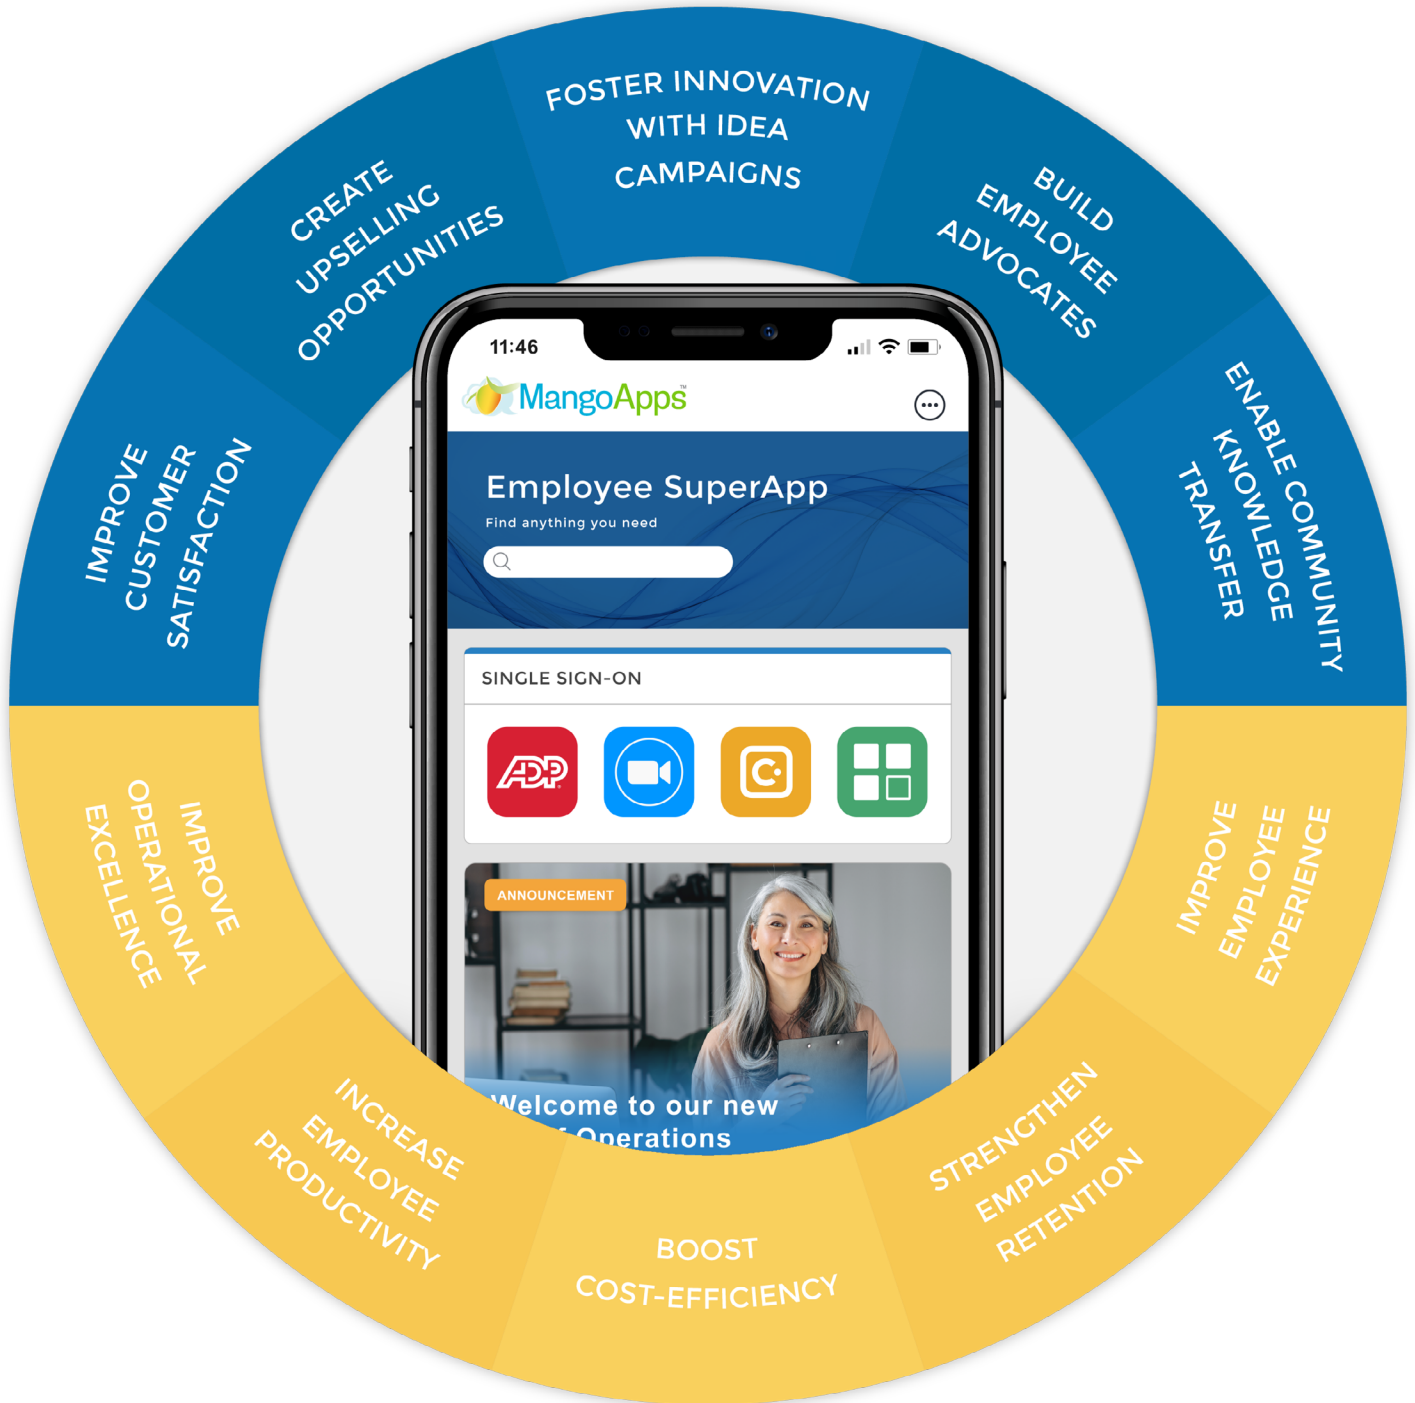 FOSTER INNOVATION
WITH IDEA
CAMPAIGNS
BUILD
EMPLOYEE
ADVOCATES
ENABLE COMMUNITY
KNOWLEDGE
TRANSFER
IMPROVE
EMPLOYEE
EXPERIENCE
STRENGTHEN
EMPLOYEE
RETENTION
BOOST
COST-EFFICIENCY
INCREASE
EMPLOYEE
PRODUCTIVITY
IMPROVE
OPERATIONAL
EXCELLENCE
IMPROVE
CUSTOMER
SATISFACTION
CREATE
UPSELLING
OPPORTUNITIES
11:46
MangoApps™
Employee SuperApp
Find anything you need
SINGLE SIGN-ON
ADP
C
ANNOUNCEMENT
Welcome to our new
Operations